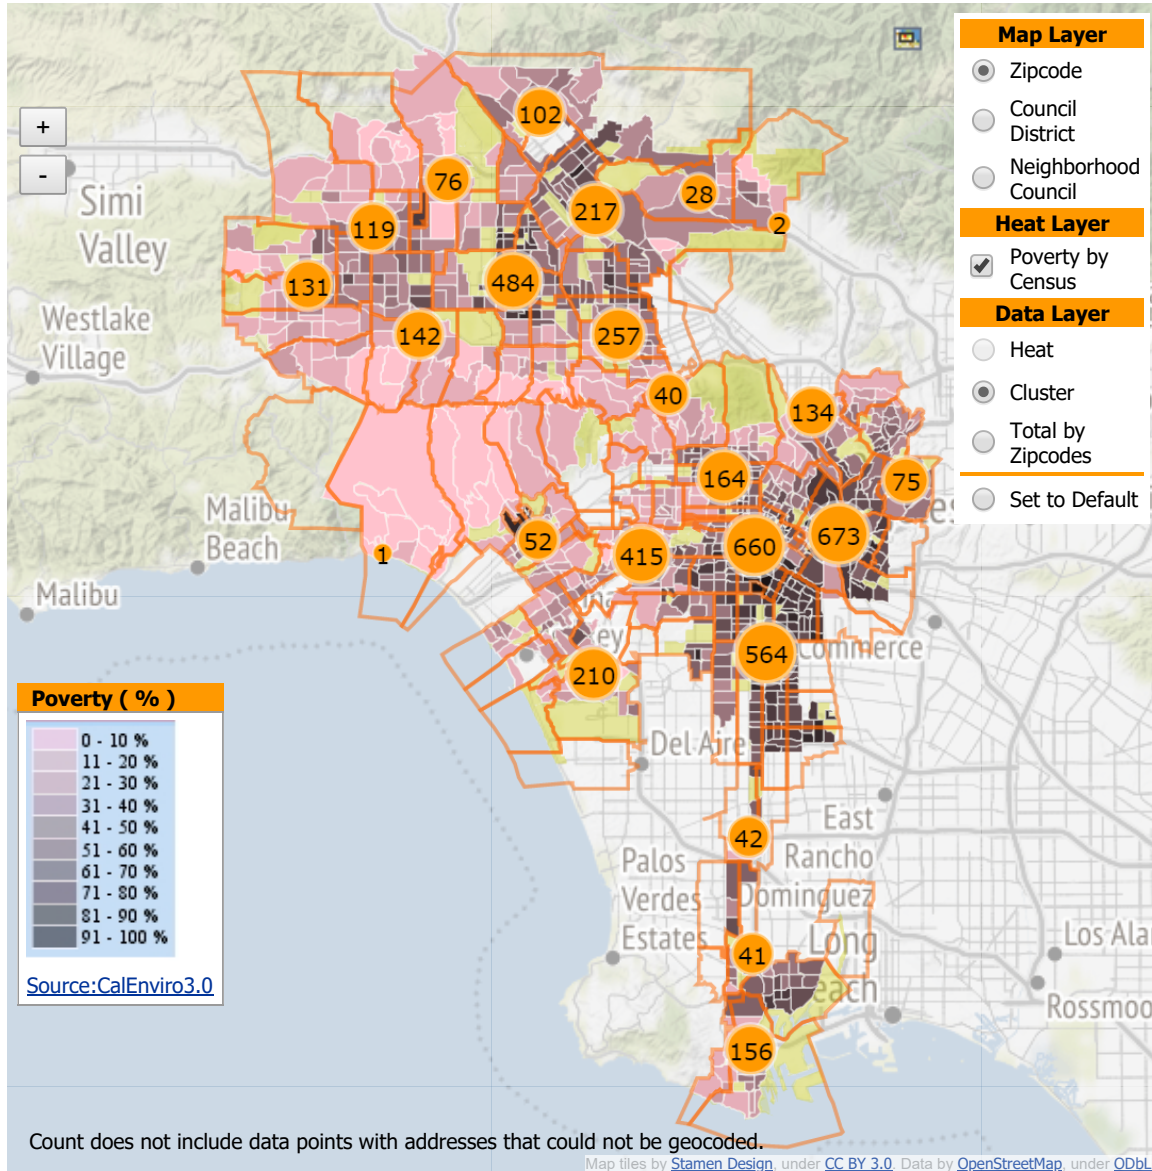 Map Layer
Zipcode
Council
District
Neighborhood
Council
Heat Layer
Poverty by
Census
Data Layer
Heat
Cluster
Total by
Zipcodes
Set to Default
+
-
Simi
Valley
Westlake
Village
Malibu
Beach
Malibu
102
76
28
217
2
119
484
131
142
257
40
134
164
75
673
660
415
52
1
ey
Commerce
564
210
Del Aire
42
East
Rancho
Dominguez
Palos
Verdes
Estates
41
Long
each
Los Ala
Rossmoo
156
Poverty ( % )
0 - 10 %
11 - 20 %
21 - 30 %
31 - 40 %
41 - 50 %
51 - 60 %
61 - 70 %
71 - 80 %
81 - 90 %
91 - 100 %
Source:CalEnviro3.0
Count does not include data points with addresses that could not be geocoded.
Map tiles by Stamen Design, under CC BY 3.0. Data by OpenStreetMap, under ODbL